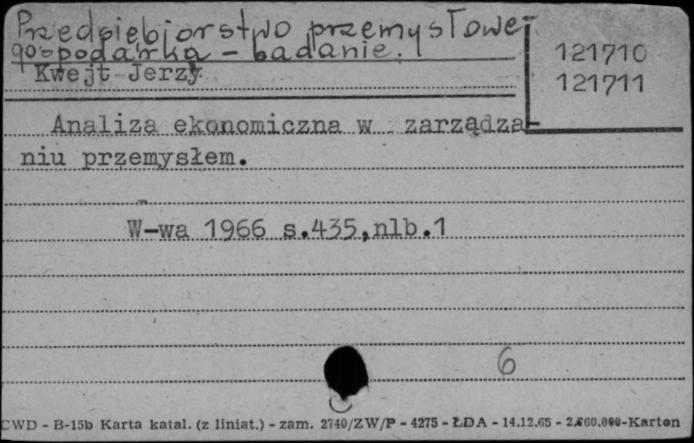 Przedsiębiorstwo przemysłowe -
gospodarka - badanie.
121710
121711
Kwejt Jerzy
Analiza ekonomiczna w zarządza-
niu przemysłem.
W-wa 1966 s.435,nlb.1
6
CWD - B-15b Karta katal. (z liniat.) - zam. 2740/ZW/P - 4275 - ŁDA - 14.12.65 - 2.860.000-Karton